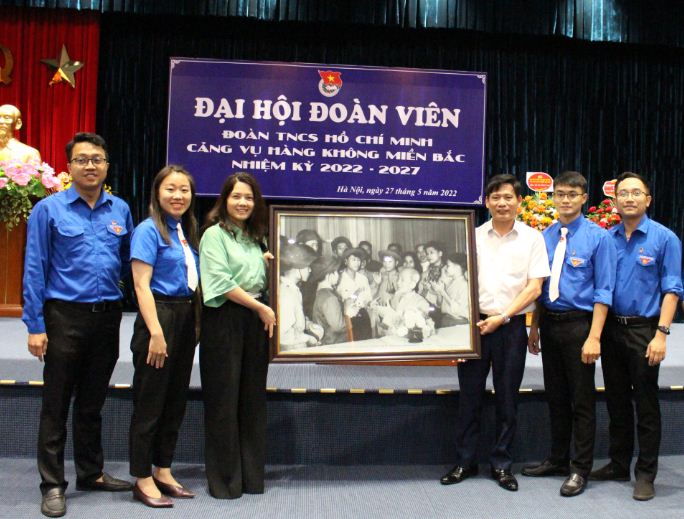 ĐẠI HỘI ĐOÀN VIÊN
ĐOÀN TNCS HỒ CHÍ MINH
CẢNG VỤ HÀNG KHÔNG MIỀN BẮC
NHIỆM KỲ 2022 - 2027
Hà Nội, ngày 27 tháng 5 năm 2022